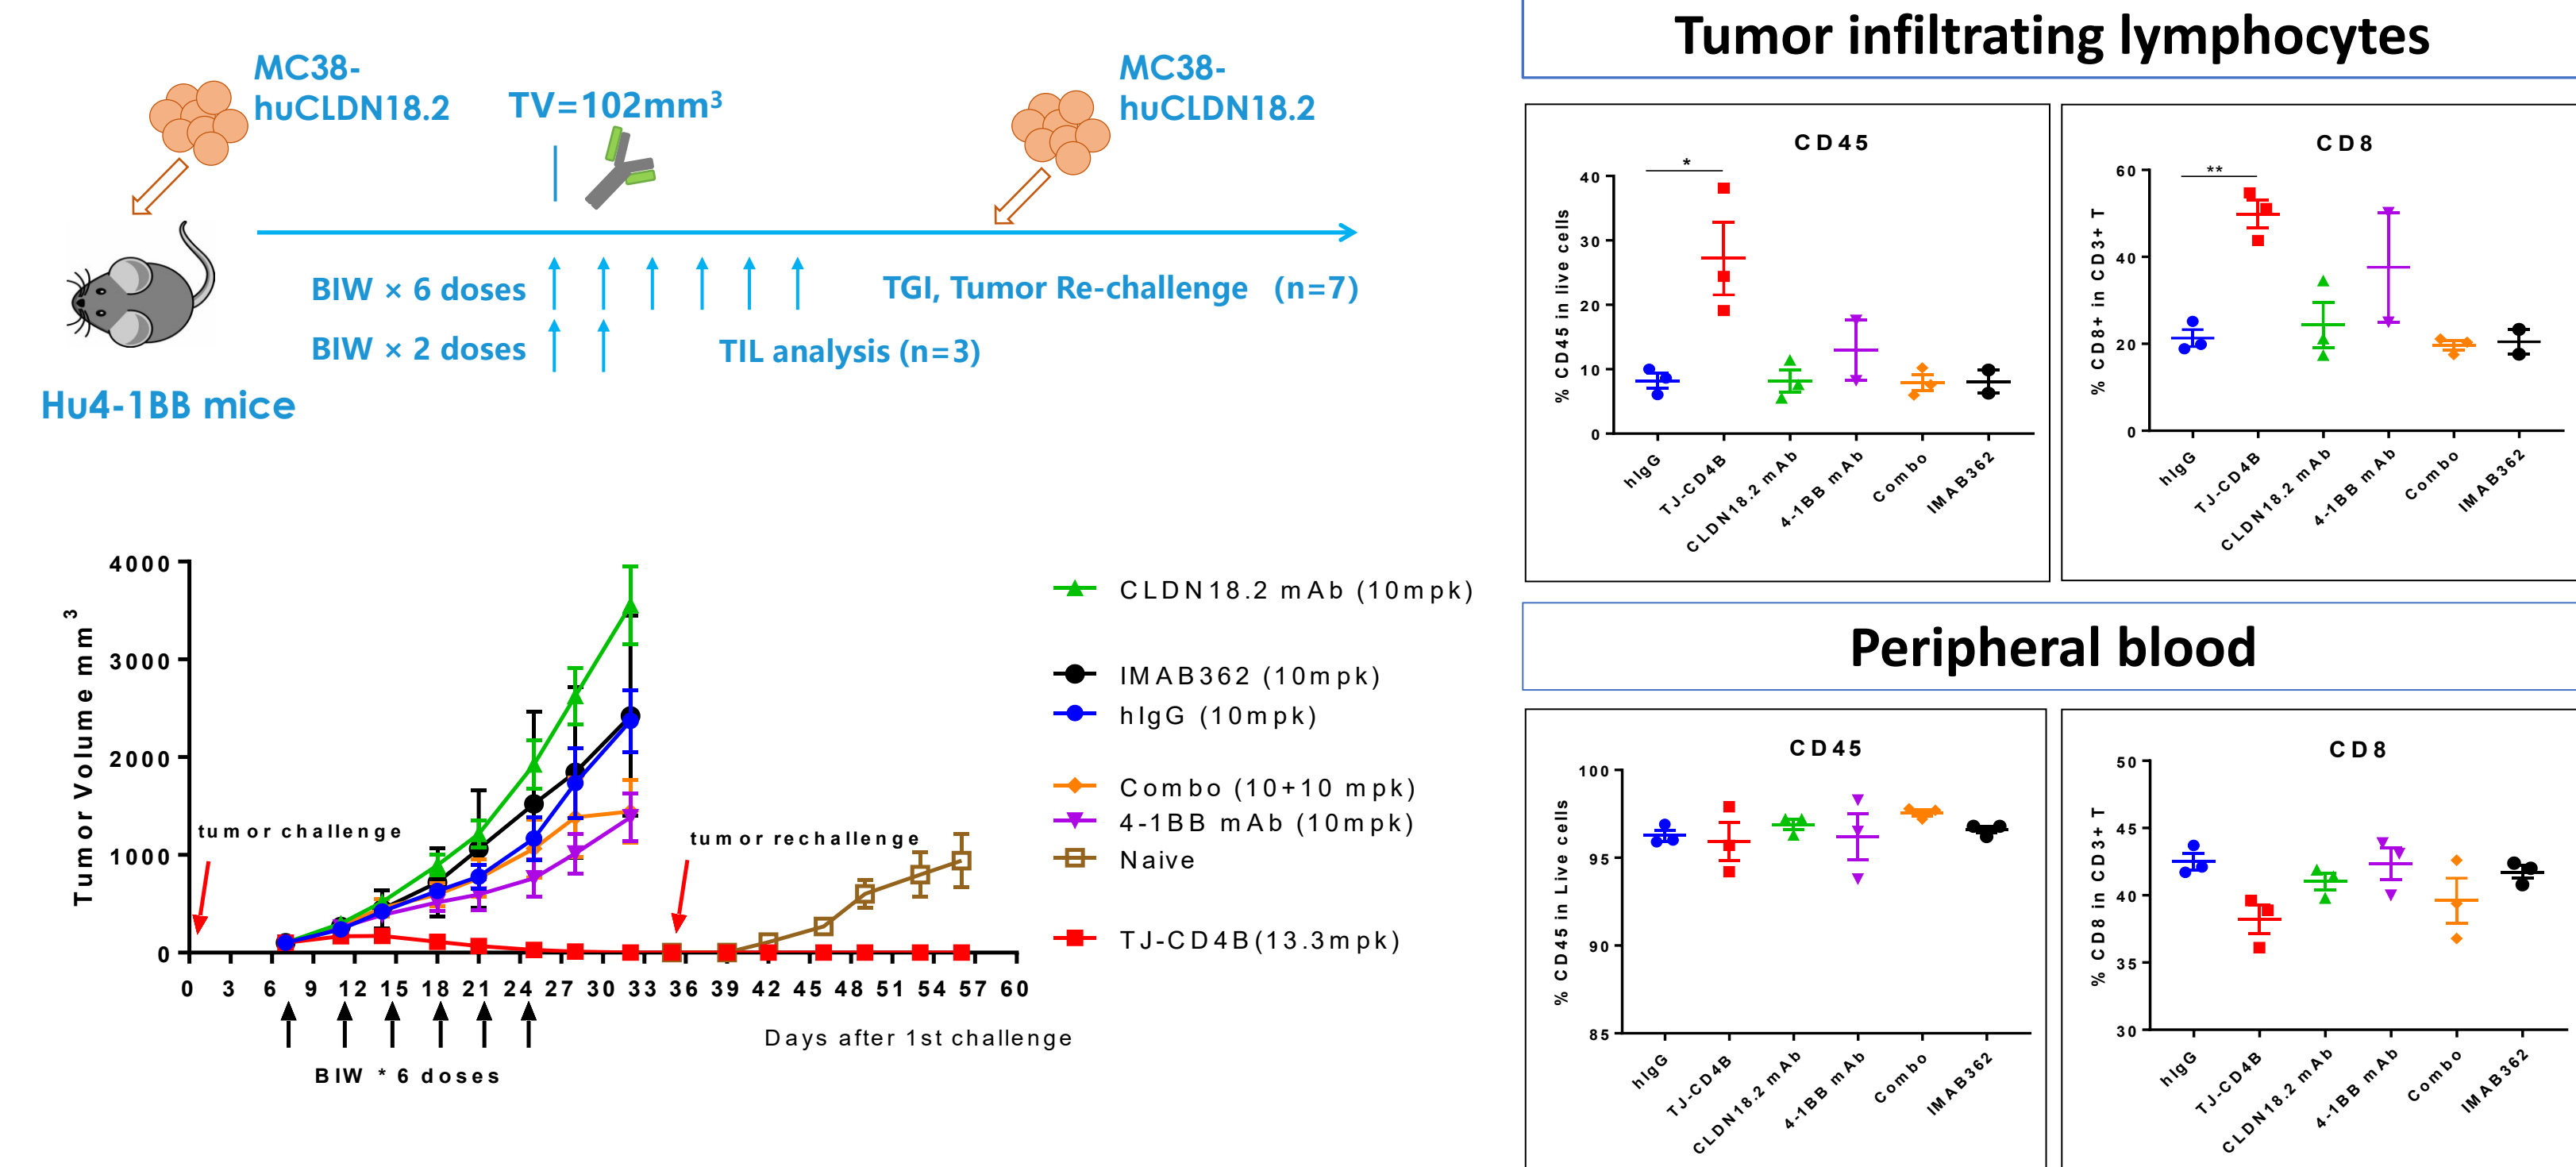 MC38-
huCLDN18.2
TV=102mm³
MC38-
huCLDN18.2
BIW × 6 doses
TGI, Tumor Re-challenge (n=7)
BIW × 2 doses
TIL analysis (n=3)
Hu4-1BB mice
4000
3000
2000
1000
0
Tumor Volume mm³
tumor challenge
tumor rechallenge
0 3 6 9 12 15 18 21 24 27 30 33 36 39 42 45 48 51 54 57 60
Days after 1st challenge
BIW * 6 doses
CLDN18.2 mAb (10mpk)
IMAB362 (10mpk)
hIgG (10mpk)
Combo (10+10 mpk)
4-1BB mAb (10mpk)
Naive
TJ-CD4B(13.3mpk)
Tumor infiltrating lymphocytes
CD45
*
% CD45 in live cells
40
30
20
10
0
hIgG
TJ-CD4B
CLDN18.2 mAb
4-1BB mAb
Combo
IMAB362
CD8
**
% CD8+ in CD3+ T
60
40
20
0
hIgG
TJ-CD4B
CLDN18.2 mAb
4-1BB mAb
Combo
IMAB362
Peripheral blood
CD45
% CD45 in Live cells
100
95
90
85
hIgG
TJ-CD4B
CLDN18.2 mAb
4-1BB mAb
Combo
IMAB362
CD8
% CD8 in CD3+ T
50
45
40
35
30
hIgG
TJ-CD4B
CLDN18.2 mAb
4-1BB mAb
Combo
IMAB362